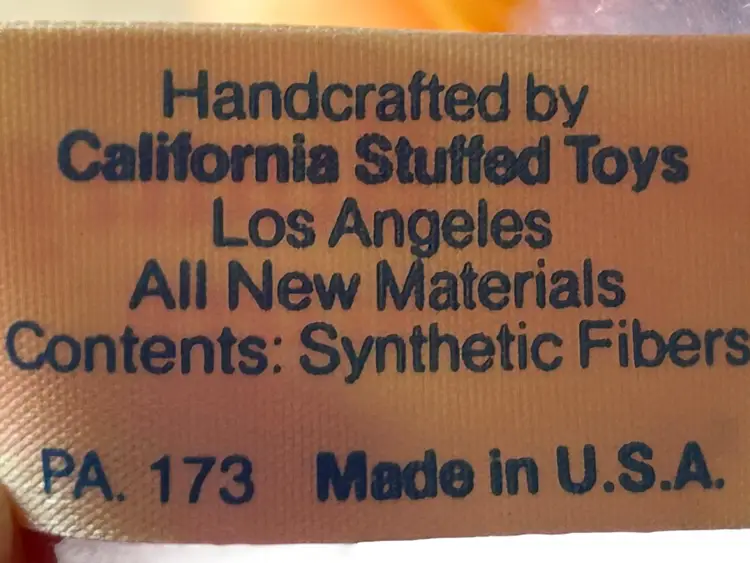 Handcrafted by
California Stuffed Toys
Los Angeles
All New Materials
Contents: Synthetic Fibers
PA. 173 Made in U.S.A.